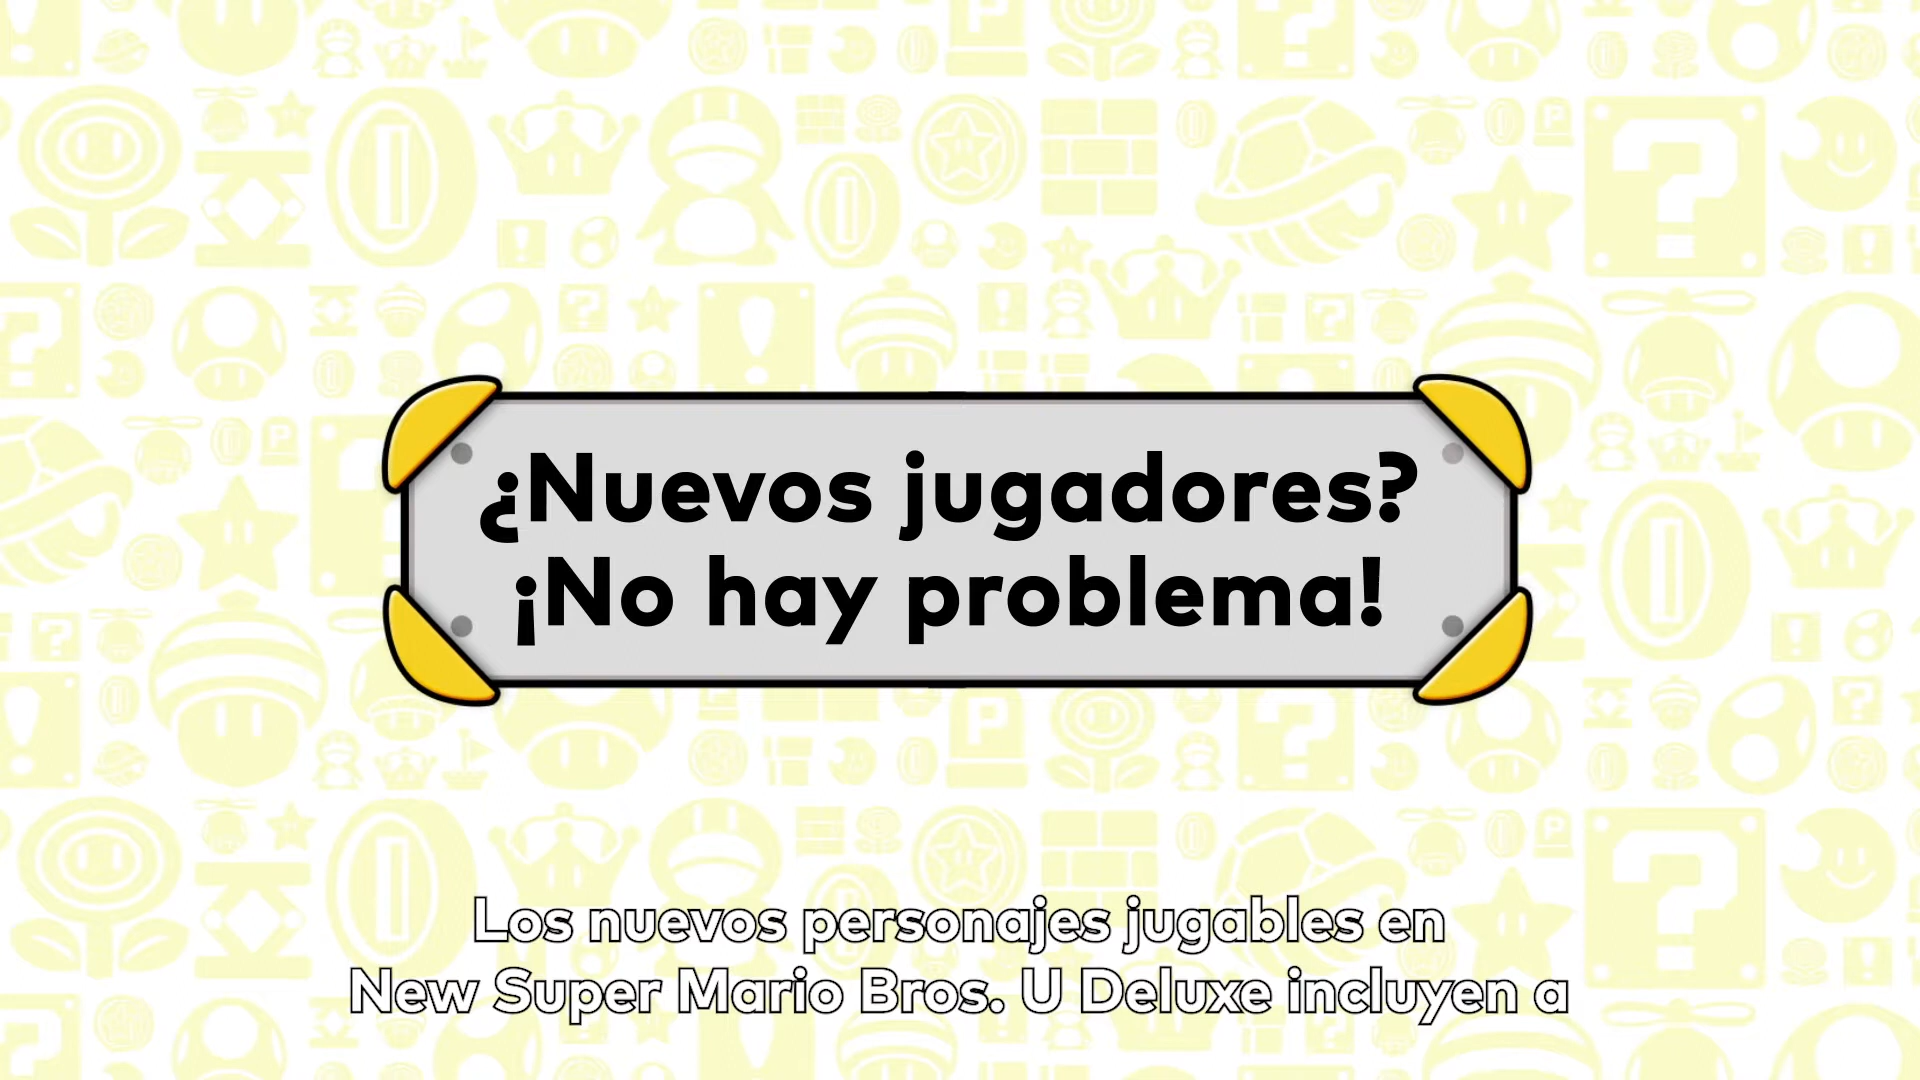 ¿Nuevos jugadores?
¡No hay problema!
Los nuevos personajes jugables en
New Super Mario Bros. U Deluxe incluyen a